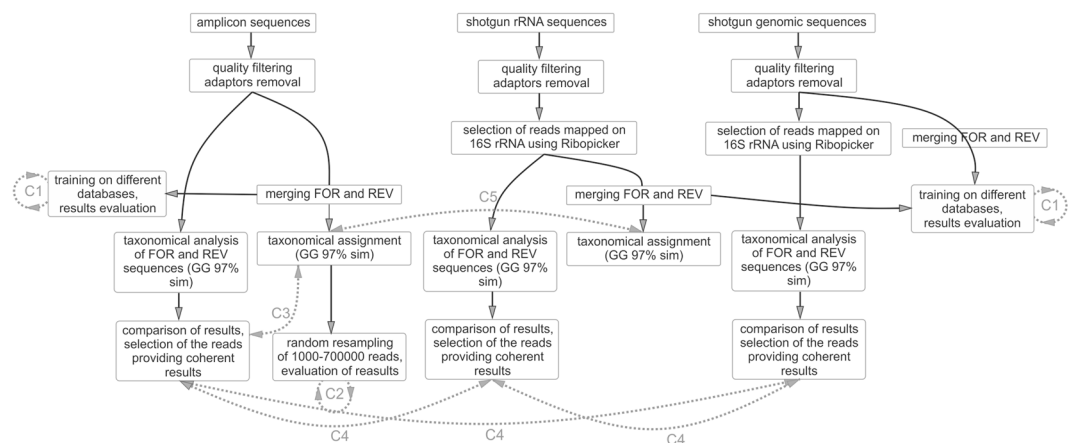 amplicon sequences
quality filtering
adaptors removal
C1
training on different
databases,
results evaluation
merging FOR and REV
taxonomical analysis
of FOR and REV
sequences (GG 97%
sim)
taxonomical assignment
(GG 97% sim)
C3
comparison of results,
selection of the reads
providing coherent
results
random resampling
of 1000-700000 reads,
evaluation of reasults
C2
shotgun rRNA sequences
quality filtering
adaptors removal
selection of reads mapped on
16S rRNA using Ribopicker
C5
merging FOR and REV
taxonomical analysis
of FOR and REV
sequences (GG 97%
sim)
taxonomical assignment
(GG 97% sim)
comparison of results,
selection of the reads
providing coherent
results
shotgun genomic sequences
quality filtering
adaptors removal
selection of reads mapped on
16S rRNA using Ribopicker
merging FOR and REV
training on different
databases,
results evaluation
C1
taxonomical analysis
of FOR and REV
sequences (GG 97%
sim)
comparison of results
selection of the reads
providing coherent
results
C4
C4
C4